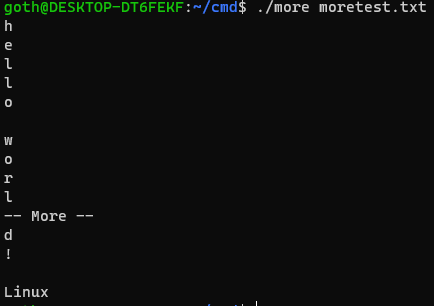 goth@DESKTOP-DT6FEKF:~/cmd$ ./more moretest.txt
h
e
l
l
o

w
o
r
l
-- More --
d
!

Linux